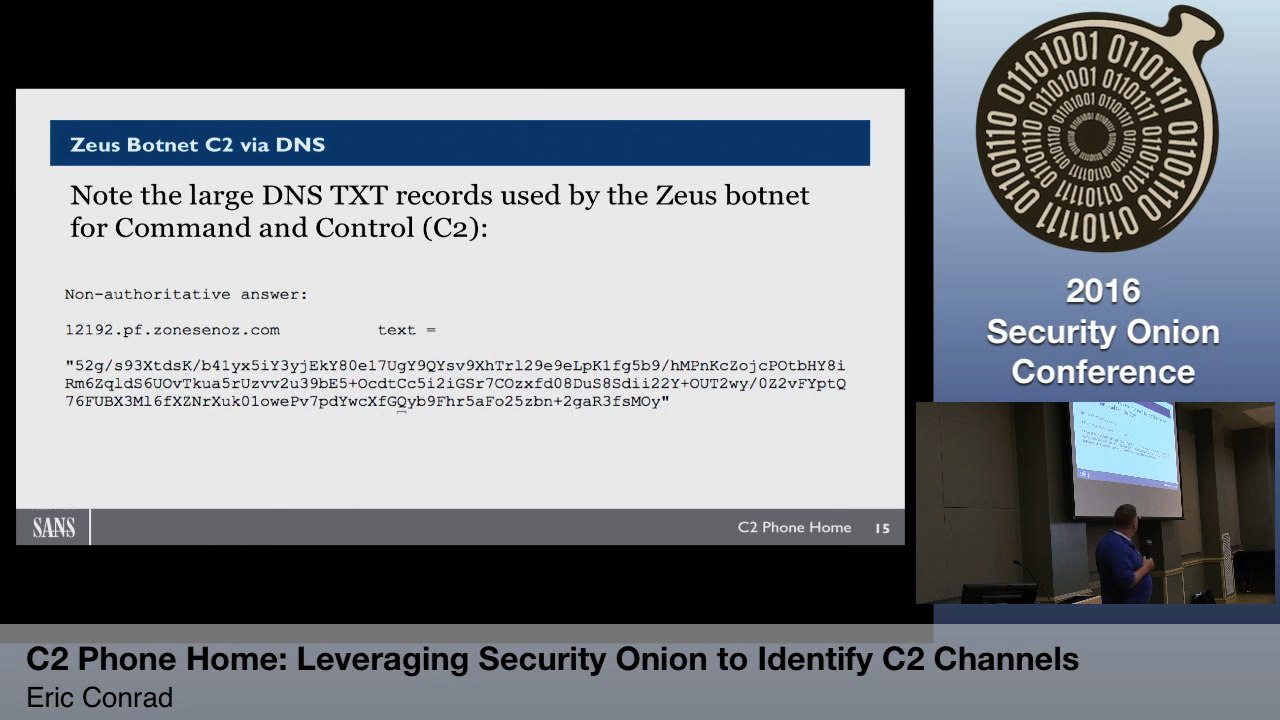 Zeus Botnet C2 via DNS
Note the large DNS TXT records used by the Zeus botnet
for Command and Control (C2):
Non-authoritative answer:
12192.pf.zonesenoz.com text =
"52g/s93XtdsK/b41yx5iY3yjEkY80e17UgY9QYsv9XhTrl29e9eLpK1fg5b9/hMPnKcZojcPOtbHY8i
Rm6ZqldS6UOvTkua5rUzvv2u39bE5+OcdtCc5i2iGSr7COzxfd08DuS8Sdii22Y+OUT2wy/0Z2vFYptQ
76FUBX3Ml6fXZNrXuk01owePv7pdYwcXfGQyb9Fhr5aFo25zbn+2gaR3fsMOy"
SANS
C2 Phone Home 15
2016
Security Onion
Conference
C2 Phone Home: Leveraging Security Onion to Identify C2 Channels
Eric Conrad